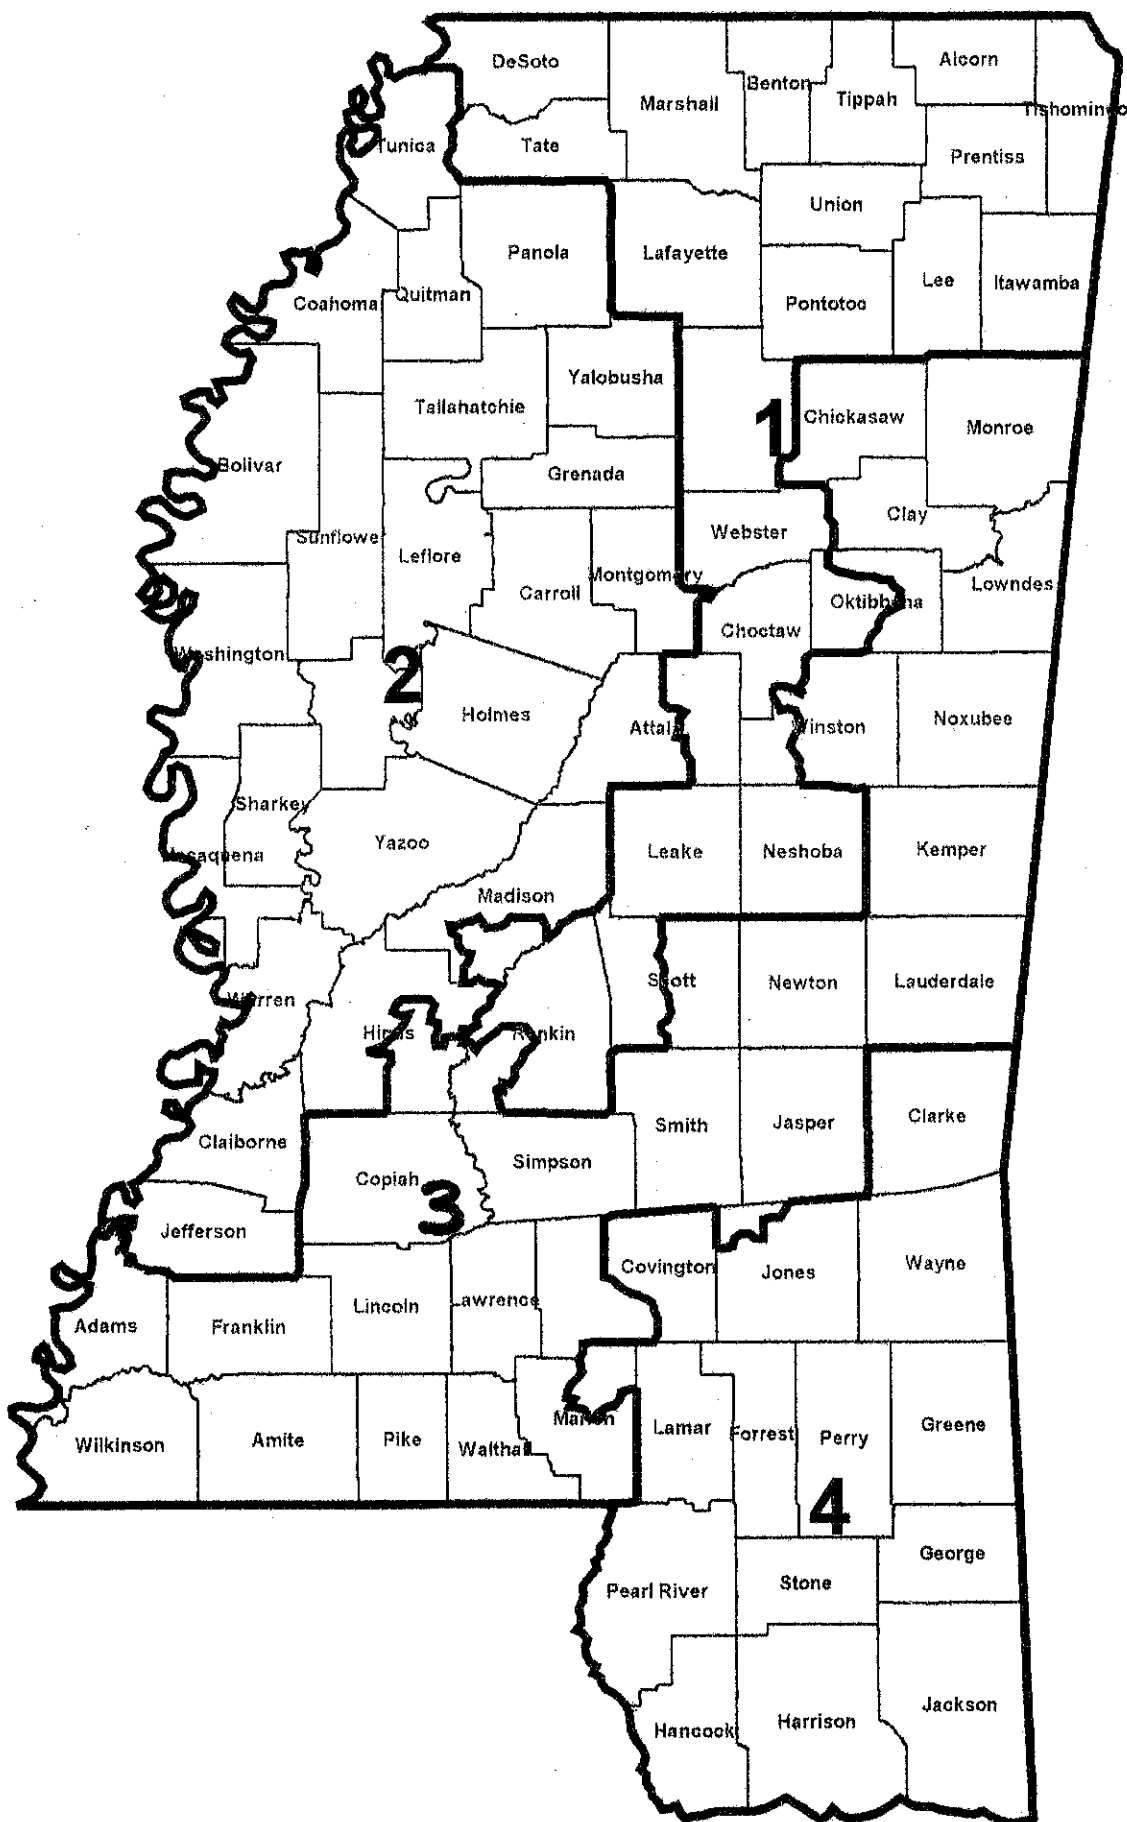 DeSoto
Alcorn
Benton
Marshall
Tippah
Tishomingo
Tunica
Tate
Prentiss
Union
Panola
Lafayette
Lee
Itawamba
Quitman
Coahoma
Pontotoc
Yalobusha
Tallahatchie
1
Chickasaw
Monroe
Bolivar
Grenada
Clay
Webster
Sunflowe
Leflore
Montgomery
Carroll
Lowndes
Oktibbeha
Choctaw
Washington
2
Holmes
Attala
Winston
Noxubee
Sharkey
Yazoo
Leake
Neshoba
Kemper
Issaquena
Madison
Scott
Newton
Lauderdale
Warren
Hinds
Rankin
Smith
Jasper
Clarke
Claiborne
Simpson
Copiah
3
Jefferson
Covington
Jones
Wayne
Lincoln
Lawrence
Adams
Franklin
Marion
Lamar
Forrest
Perry
Greene
Wilkinson
Amite
Pike
Walthall
4
George
Pearl River
Stone
Jackson
Hancock
Harrison